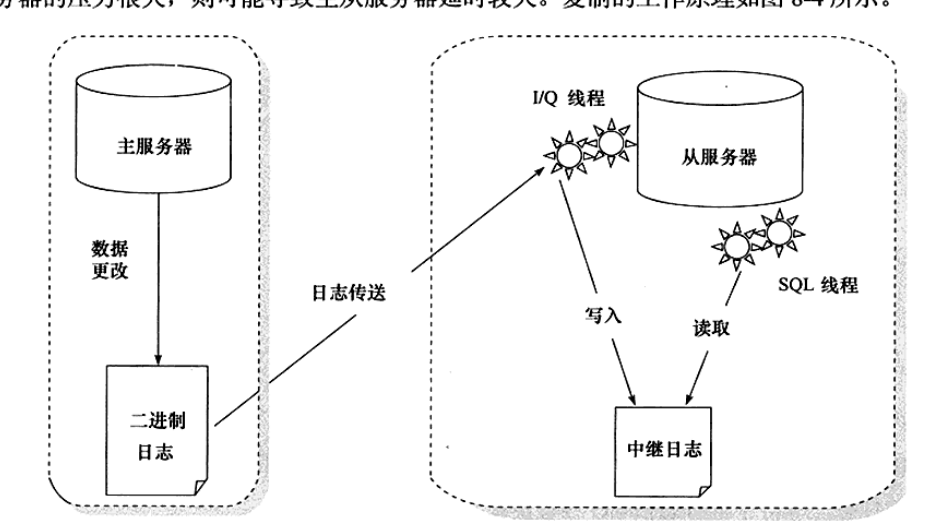 务器的压力很大，则可能导致主从服务器延时较大。复制的工作原理如图 8-4 所示。
I/Q 线程
主服务器
从服务器
数据
更改
SQL 线程
日志传送
写入
读取
二进制
日志
中继日志